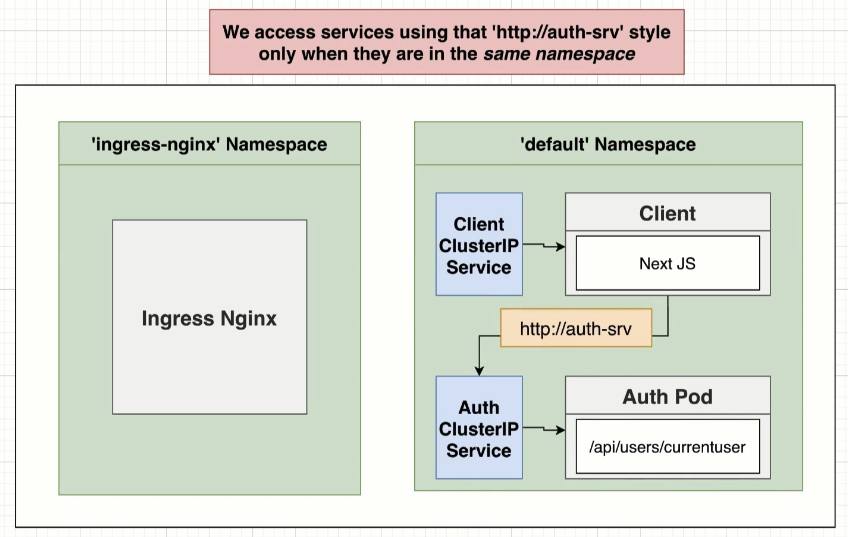 We access services using that 'http://auth-srv' style
only when they are in the same namespace
'ingress-nginx' Namespace
Ingress Nginx
'default' Namespace
Client
ClusterIP
Service
Client
Next JS
http://auth-srv
Auth
ClusterIP
Service
Auth Pod
/api/users/currentuser